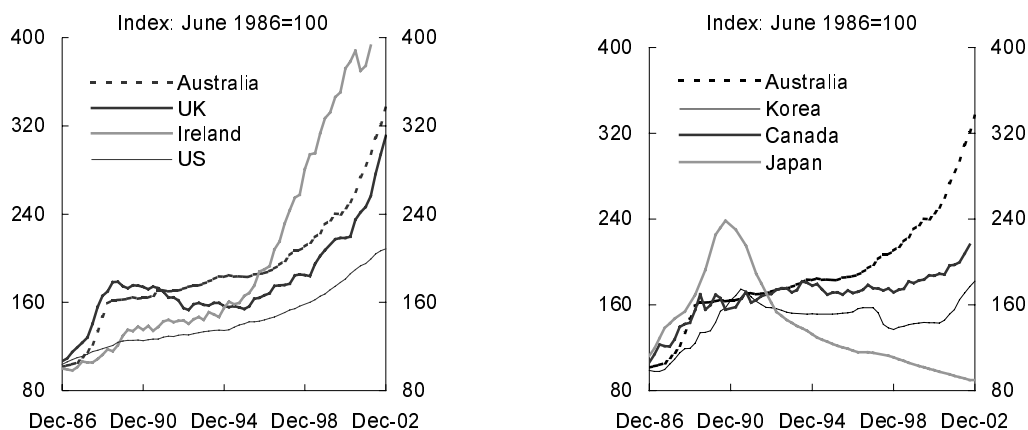 Index: June 1986=100
400 400
320 320
240 240
160 160
80 80
Australia
UK
Ireland
US
Dec-86 Dec-90 Dec-94 Dec-98 Dec-02
Index: June 1986=100
400 400
320 320
240 240
160 160
80 80
Australia
Korea
Canada
Japan
Dec-86 Dec-90 Dec-94 Dec-98 Dec-02